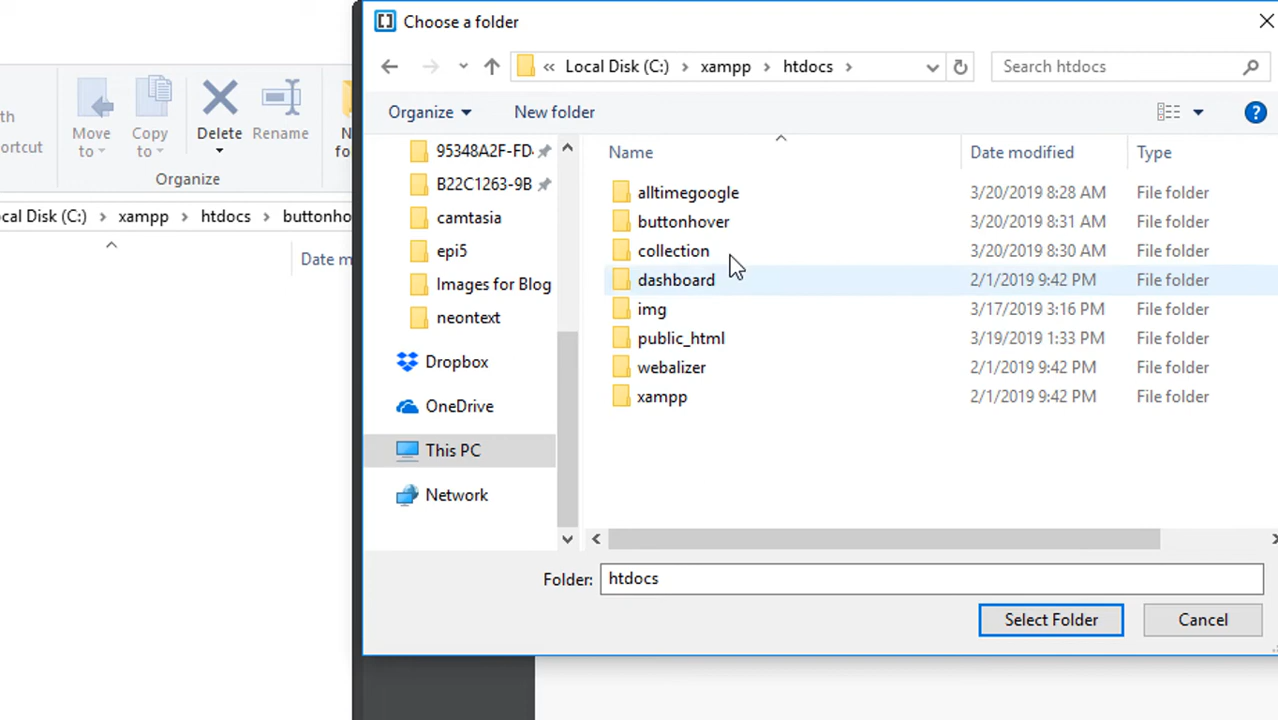 Choose a folder
« Local Disk (C:) › xampp › htdocs ›
Search htdocs
Organize
New folder
Name
Date modified
Type
95348A2F-FD
B22C1263-9B
camtasia
epi5
Images for Blog
neontext
Dropbox
OneDrive
This PC
Network
alltimegoogle 3/20/2019 8:28 AM File folder
buttonhover 3/20/2019 8:31 AM File folder
collection 3/20/2019 8:30 AM File folder
dashboard 2/1/2019 9:42 PM File folder
img 3/17/2019 3:16 PM File folder
public_html 3/19/2019 1:33 PM File folder
webalizer 2/1/2019 9:42 PM File folder
xampp 2/1/2019 9:42 PM File folder
Folder: htdocs
Select Folder
Cancel
th
ortcut
Move to
Copy to
Delete
Rename
N
fo
Organize
cal Disk (C:) › xampp › htdocs › buttonho
Date m